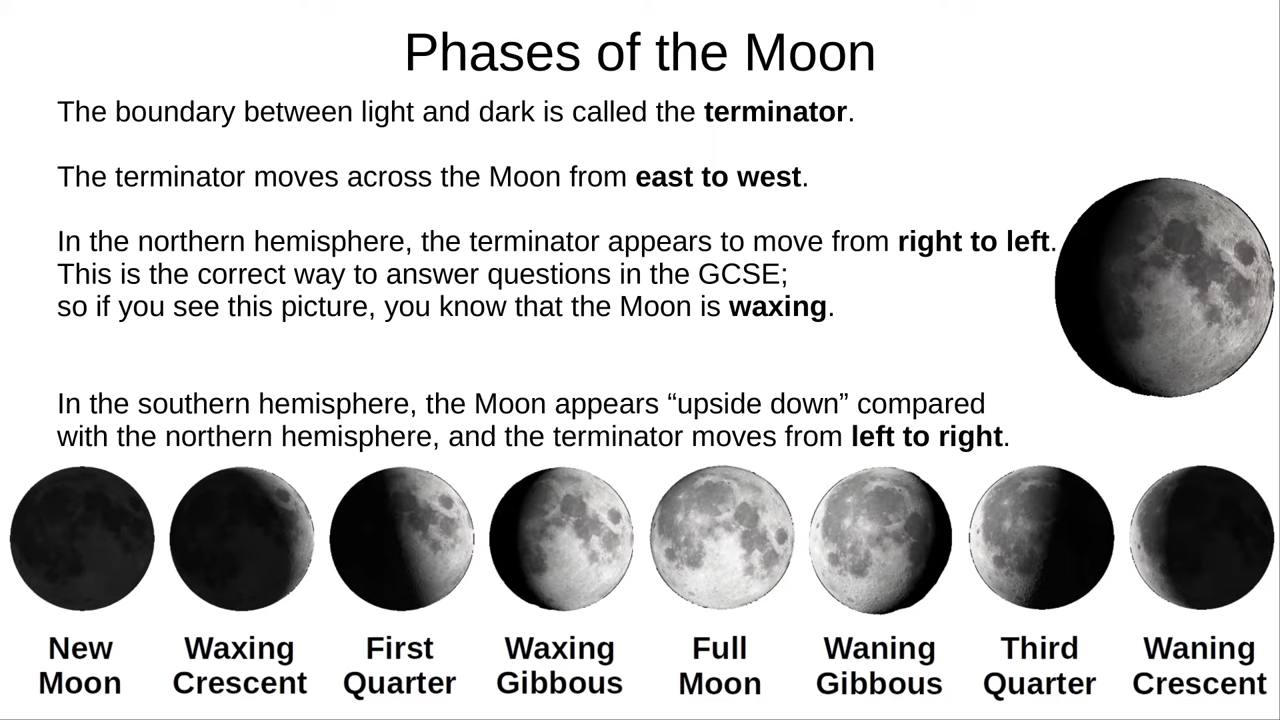 Phases of the Moon
The boundary between light and dark is called the terminator.
The terminator moves across the Moon from east to west.
In the northern hemisphere, the terminator appears to move from right to left.
This is the correct way to answer questions in the GCSE;
so if you see this picture, you know that the Moon is waxing.
In the southern hemisphere, the Moon appears “upside down” compared
with the northern hemisphere, and the terminator moves from left to right.
New Moon
Waxing Crescent
First Quarter
Waxing Gibbous
Full Moon
Waning Gibbous
Third Quarter
Waning Crescent